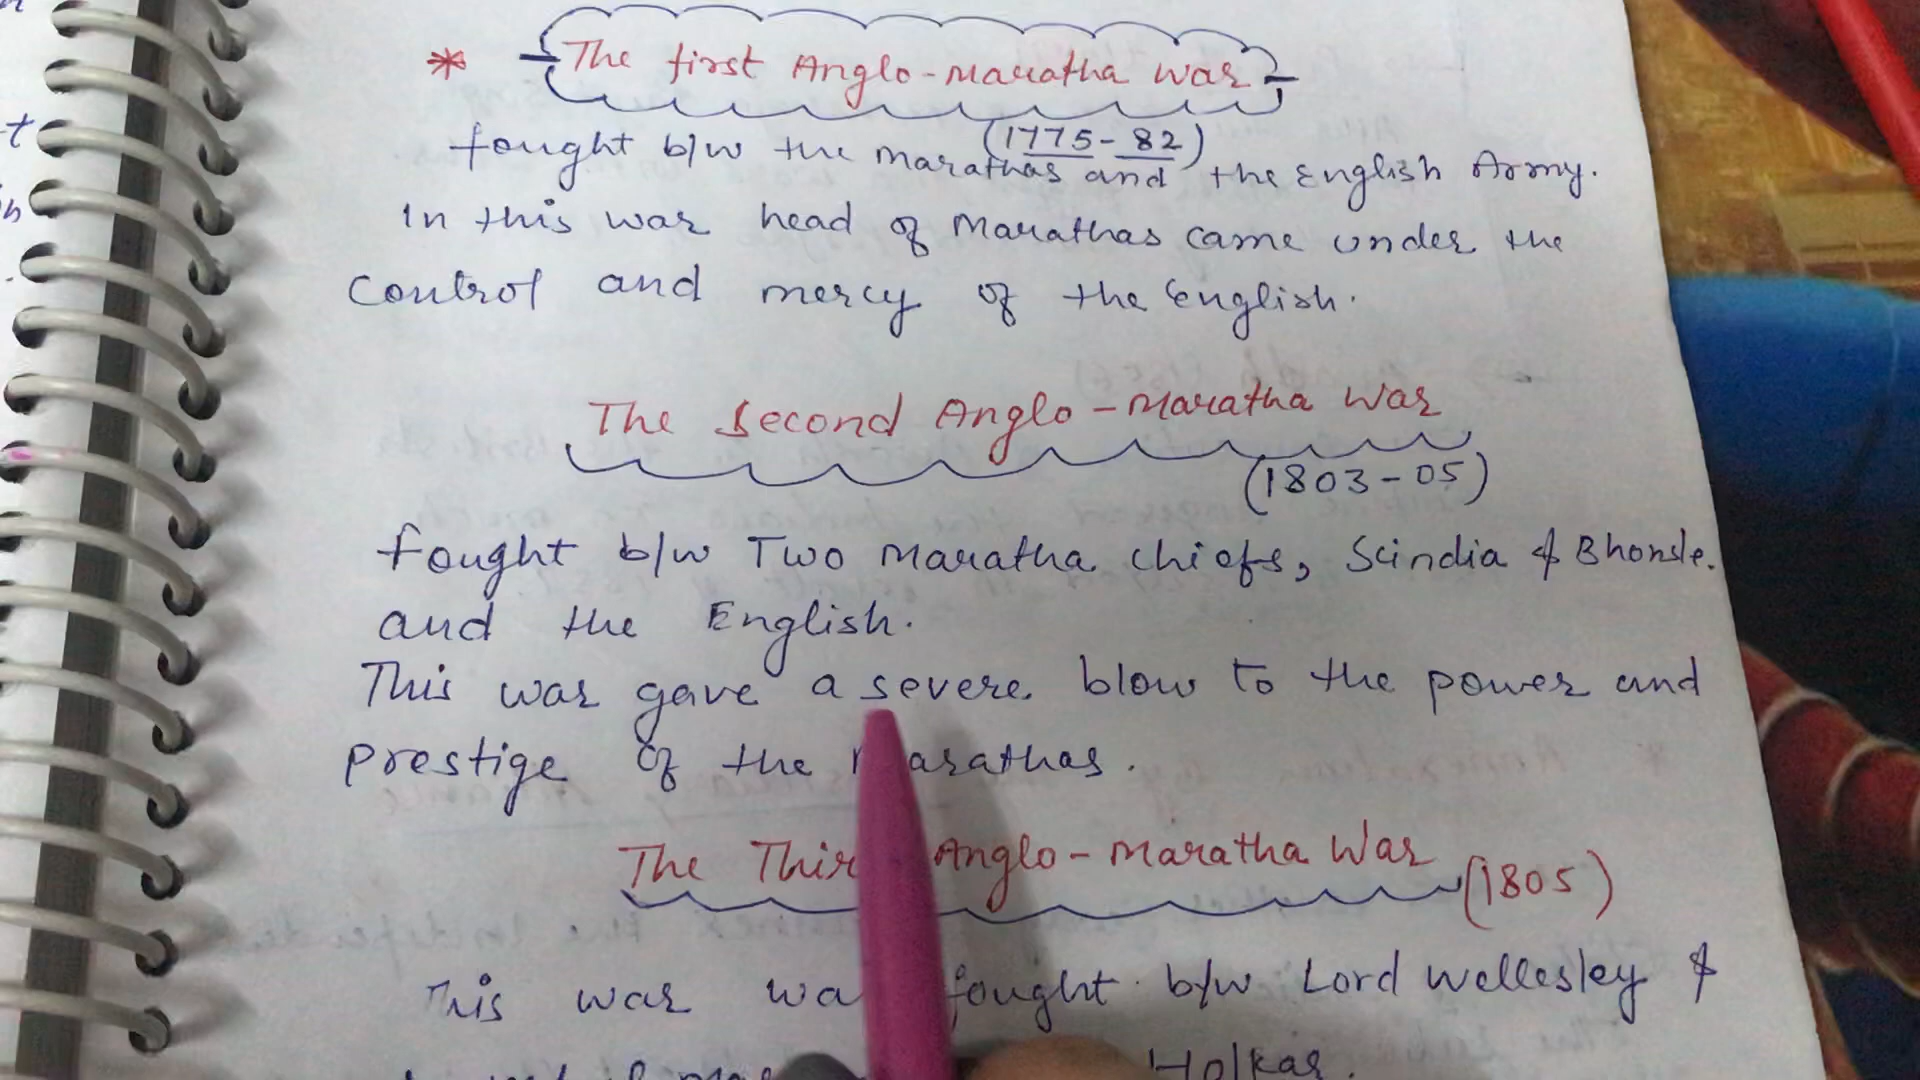 * The first Anglo-Maratha War
(1775-82)
fought b/w the Marathas and the English Army.
In this war head of Marathas came under the
control and mercy of the English.
The Second Anglo-Maratha War
(1803-05)
fought b/w Two Maratha chiefs, Scindia & Bhonsle.
and the English.
This war gave a severe blow to the power and
prestige of the Marathas.
The Third Anglo-Maratha War (1805)
This war was fought b/w Lord Wellesley &
Holkar.